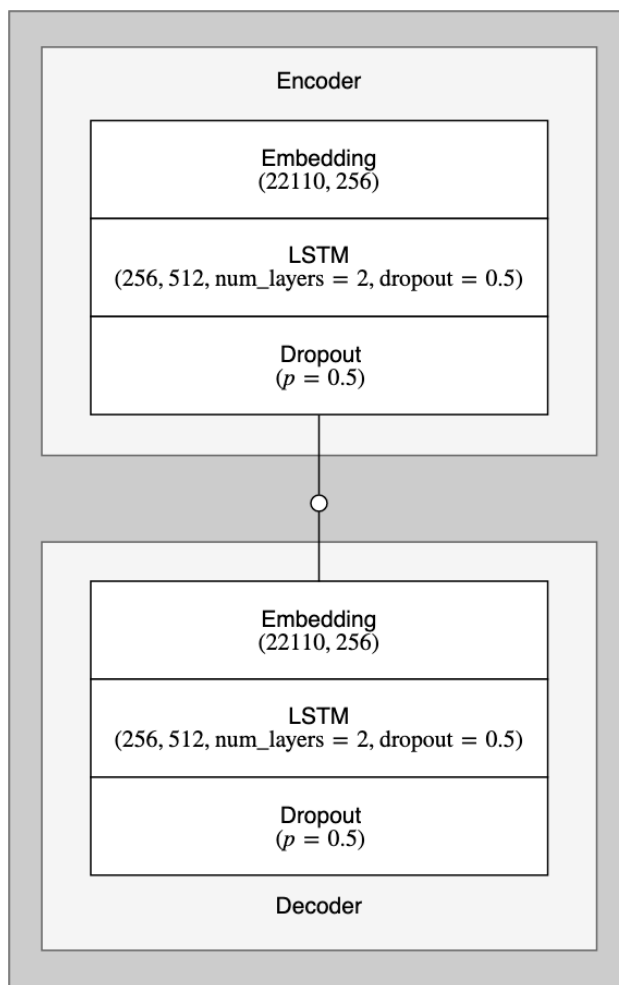 Encoder
Embedding
(22110, 256)
LSTM
(256, 512, num_layers = 2, dropout = 0.5)
Dropout
(p = 0.5)
Embedding
(22110, 256)
LSTM
(256, 512, num_layers = 2, dropout = 0.5)
Dropout
(p = 0.5)
Decoder